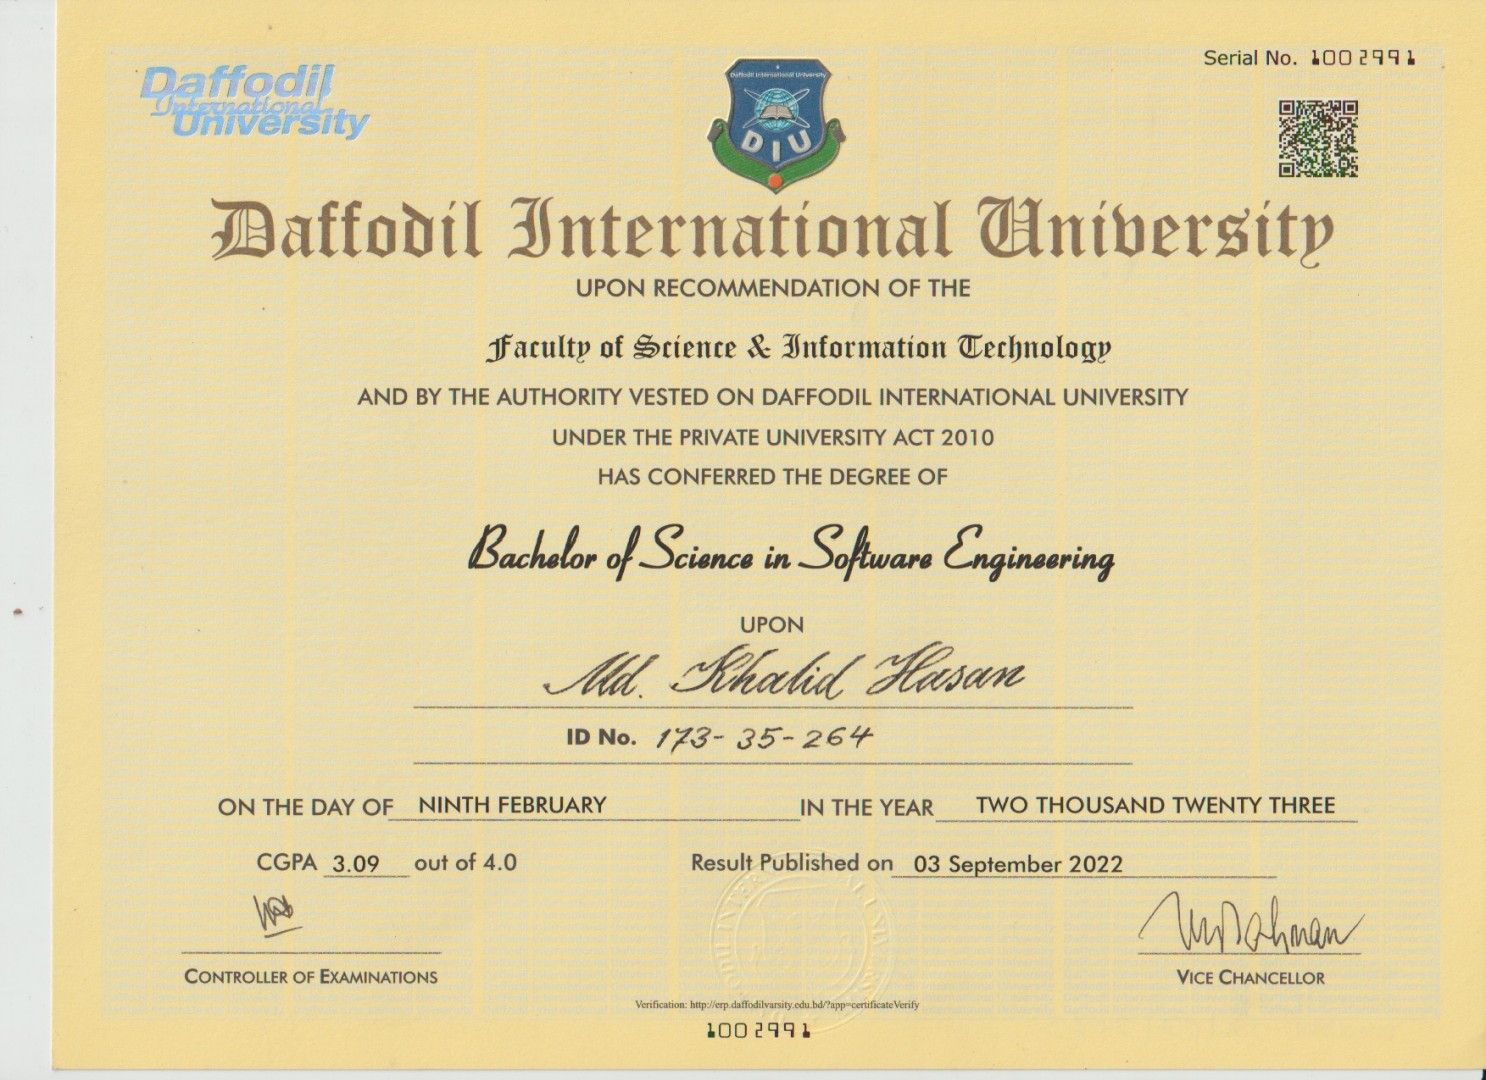 Serial No. 1002991
Daffodil
International
University
Daffodil International University
DIU
Daffodil International University
UPON RECOMMENDATION OF THE
Faculty of Science & Information Technology
AND BY THE AUTHORITY VESTED ON DAFFODIL INTERNATIONAL UNIVERSITY
UNDER THE PRIVATE UNIVERSITY ACT 2010
HAS CONFERRED THE DEGREE OF
Bachelor of Science in Software Engineering
UPON
Md. Khalid Hasan
ID No. 173-35-264
ON THE DAY OF NINTH FEBRUARY IN THE YEAR TWO THOUSAND TWENTY THREE
CGPA 3.09 out of 4.0 Result Published on 03 September 2022
CONTROLLER OF EXAMINATIONS VICE CHANCELLOR
Verification: http://erp.daffodilvarsity.edu.bd/?app=certificateVerify
1002991